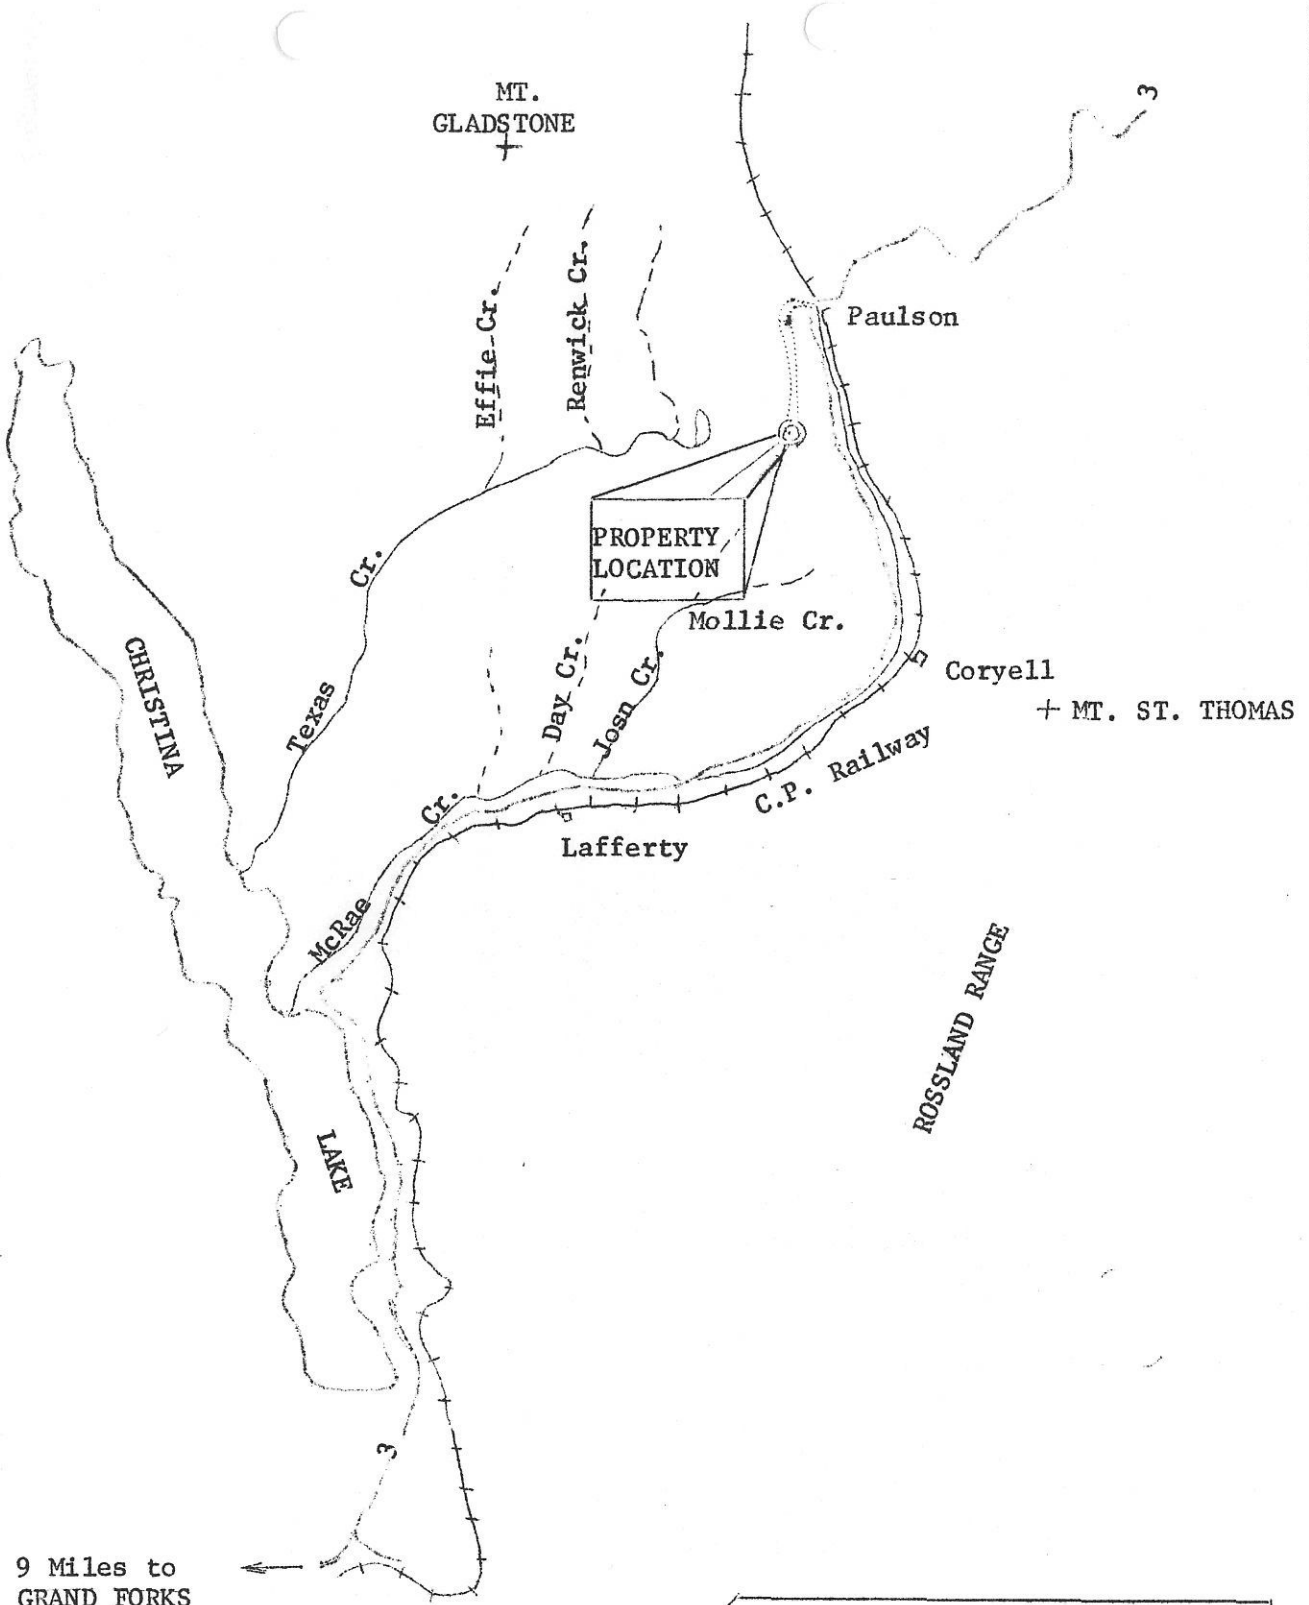 MT.
GLADSTONE
3
Effie Cr.
Renwick Cr.
Paulson
PROPERTY
LOCATION
Texas Cr.
Mollie Cr.
CHRISTINA
Day Cr.
Josn Cr.
Coryell
MT. ST. THOMAS
C.P. Railway
McRae Cr.
Lafferty
ROSSLAND RANGE
LAKE
3
9 Miles to
GRAND FORKS